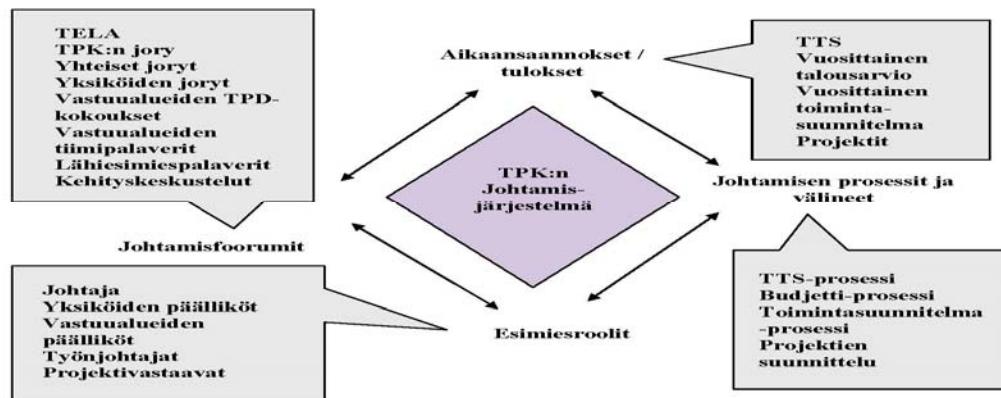 TELA
TPK:n jory
Yhteiset joryt
Yksiköiden joryt
Vastuualueiden TPD-
kokoukset
Vastuualueiden
tiimipalaverit
Lähiesimiespalaverit
Kehityskeskustelut
Aikaansaannokset /
tulokset
TTS
Vuosittainen
talousarvio
Vuosittainen
toiminta-
suunnitelma
Projektit
TPK:n
Johtamis-
järjestelmä
Johtamisen prosessit ja
välineet
Johtamisfoorumit
Johtaja
Yksiköiden päälliköt
Vastuualueiden
päälliköt
Työnjohtajat
Projektivastaavat
Esimiesroolit
TTS-prosessi
Budjetti-prosessi
Toimintasuunnitelma
-prosessi
Projektien
suunnittelu